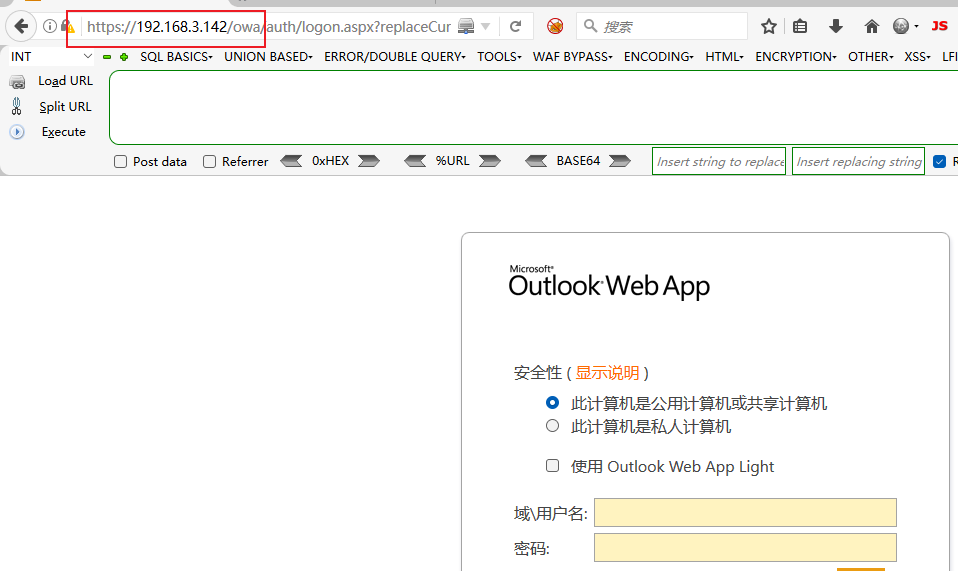 https://192.168.3.142/owa/auth/logon.aspx?replaceCur 搜索 JS
INT SQL BASICS UNION BASED ERROR/DOUBLE QUERY TOOLS WAF BYPASS ENCODING HTML ENCRYPTION OTHER XSS LFI
Load URL
Split URL
Execute
Post data Referrer 0xHEX %URL BASE64 Insert string to replace Insert replacing string R
Microsoft®
Outlook® Web App
安全性 ( 显示说明 )
此计算机是公用计算机或共享计算机
此计算机是私人计算机
使用 Outlook Web App Light
域\用户名:
密码: